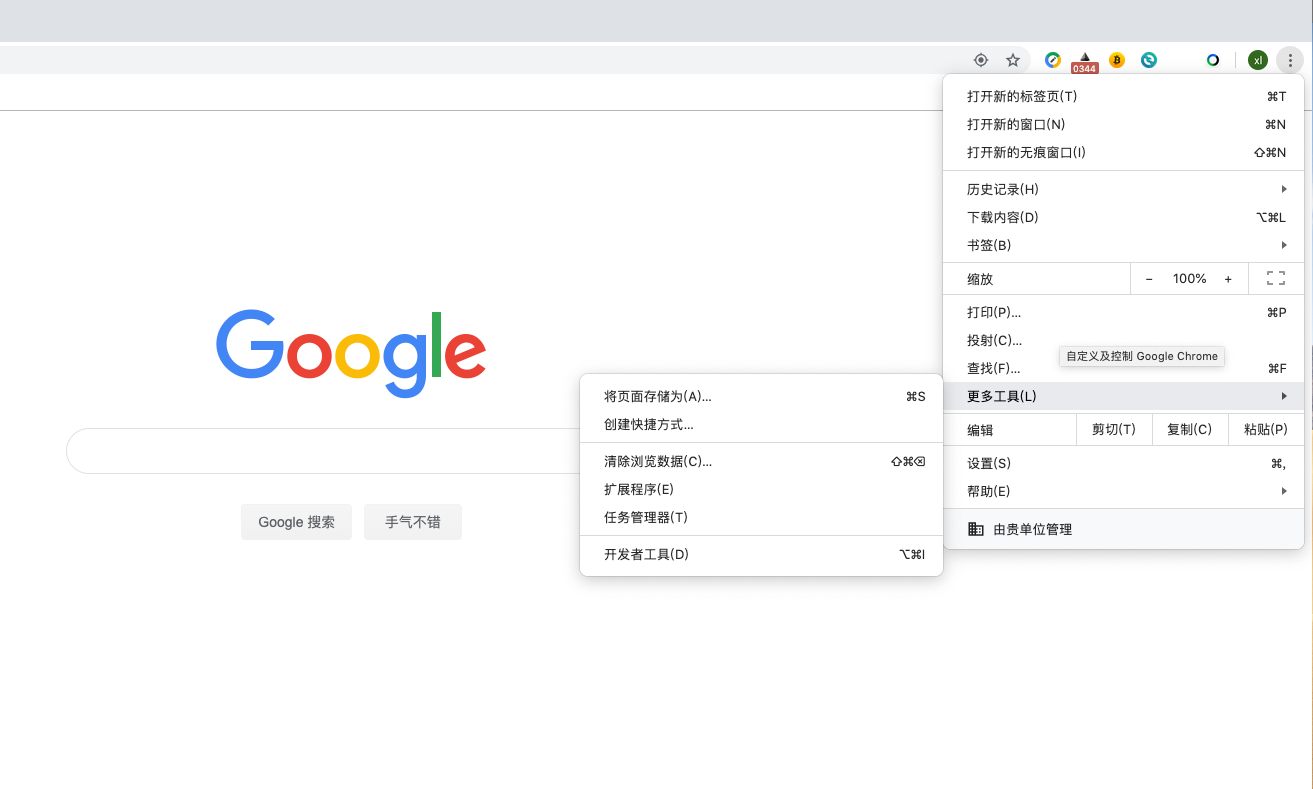 0344
xl
打开新的标签页(T) ⌘T
打开新的窗口(N) ⌘N
打开新的无痕窗口(I) ⇧⌘N
历史记录(H)
下载内容(D) ⌥⌘L
书签(B)
缩放 − 100% +
打印(P)... ⌘P
投射(C)...
自定义及控制 Google Chrome
查找(F)... ⌘F
更多工具(L)
编辑 剪切(T) 复制(C) 粘贴(P)
设置(S) ⌘,
帮助(E)
由贵单位管理
将页面存储为(A)... ⌘S
创建快捷方式...
清除浏览数据(C)... ⇧⌘⌫
扩展程序(E)
任务管理器(T)
开发者工具(D) ⌥⌘I
Google
Google 搜索 手气不错